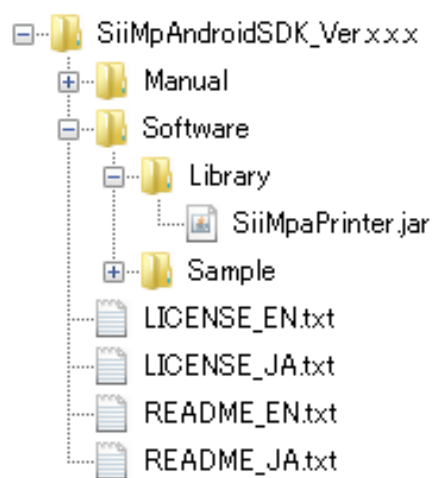 SiiMpAndroidSDK_Ver.x.x.x
Manual
Software
Library
SiiMpaPrinter.jar
Sample
LICENSE_EN.txt
LICENSE_JA.txt
README_EN.txt
README_JA.txt